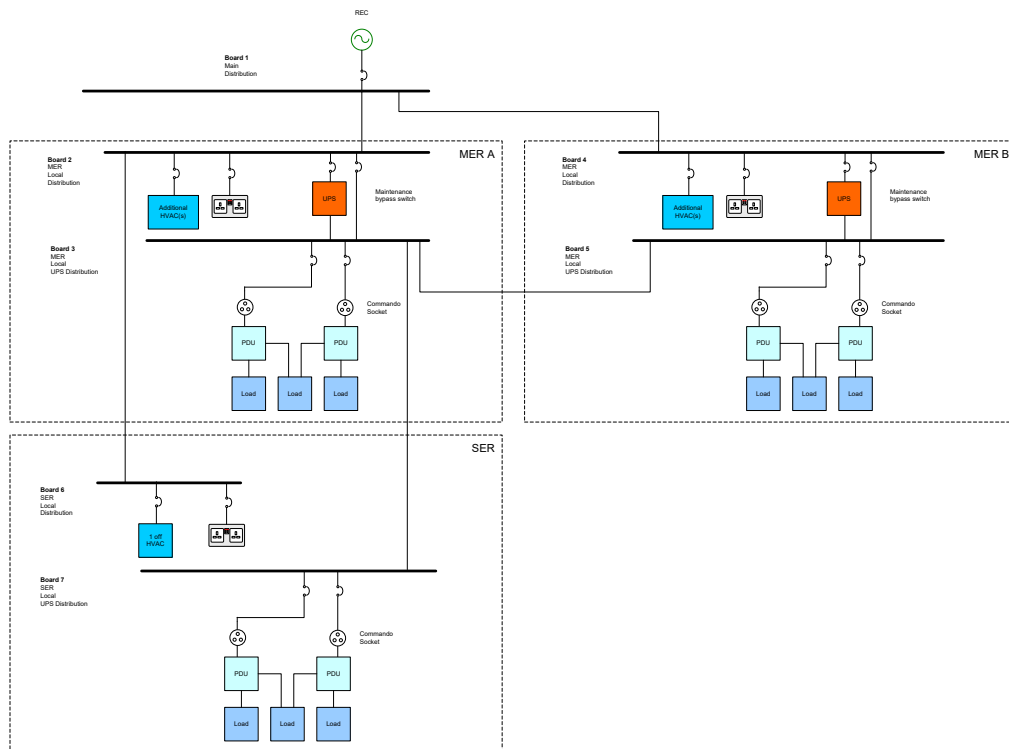 REC
Board 1
Main
Distribution
MER A
Board 2
MER
Local
Distribution
Additional
HVAC(s)
UPS
Maintenance
bypass switch
Board 3
MER
Local
UPS Distribution
Commando
Socket
PDU
PDU
Load
Load
Load
MER B
Board 4
MER
Local
Distribution
Additional
HVAC(s)
UPS
Maintenance
bypass switch
Board 5
MER
Local
UPS Distribution
Commando
Socket
PDU
PDU
Load
Load
Load
SER
Board 6
SER
Local
Distribution
1 off
HVAC
Board 7
SER
Local
UPS Distribution
Commando
Socket
PDU
PDU
Load
Load
Load